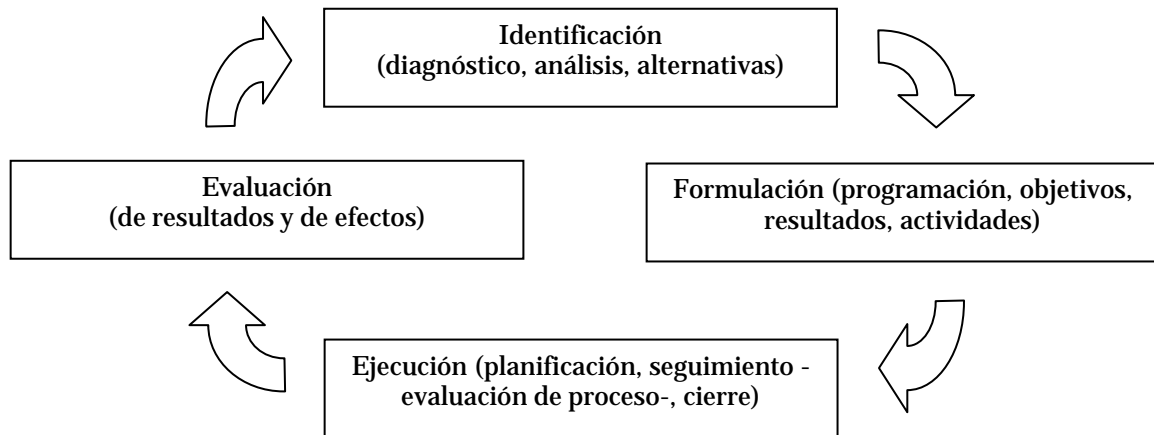 Identificación
(diagnóstico, análisis, alternativas)
Evaluación
(de resultados y de efectos)
Formulación (programación, objetivos,
resultados, actividades)
Ejecución (planificación, seguimiento -
evaluación de proceso-, cierre)